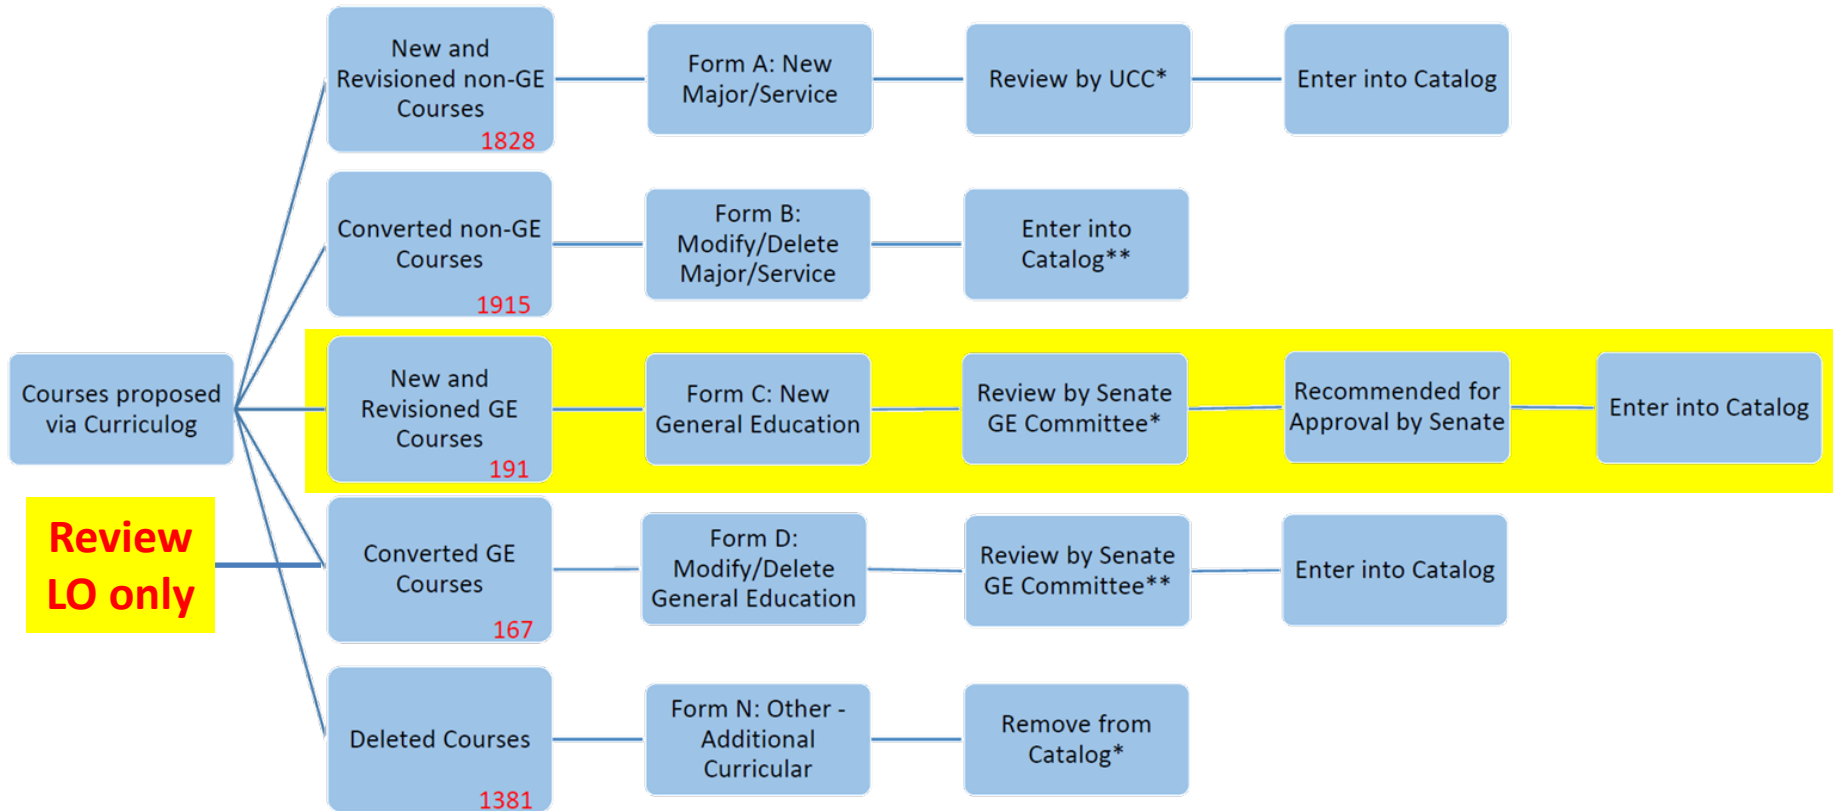 New and
Revisioned non-GE
Courses
1828
Form A: New
Major/Service
Review by UCC*
Enter into Catalog
Converted non-GE
Courses
1915
Form B:
Modify/Delete
Major/Service
Enter into
Catalog**
Courses proposed
via Curriculog
New and
Revisioned GE
Courses
191
Form C: New
General Education
Review by Senate
GE Committee*
Recommended for
Approval by Senate
Enter into Catalog
Review
LO only
Converted GE
Courses
167
Form D:
Modify/Delete
General Education
Review by Senate
GE Committee**
Enter into Catalog
Deleted Courses
1381
Form N: Other -
Additional
Curricular
Remove from
Catalog*